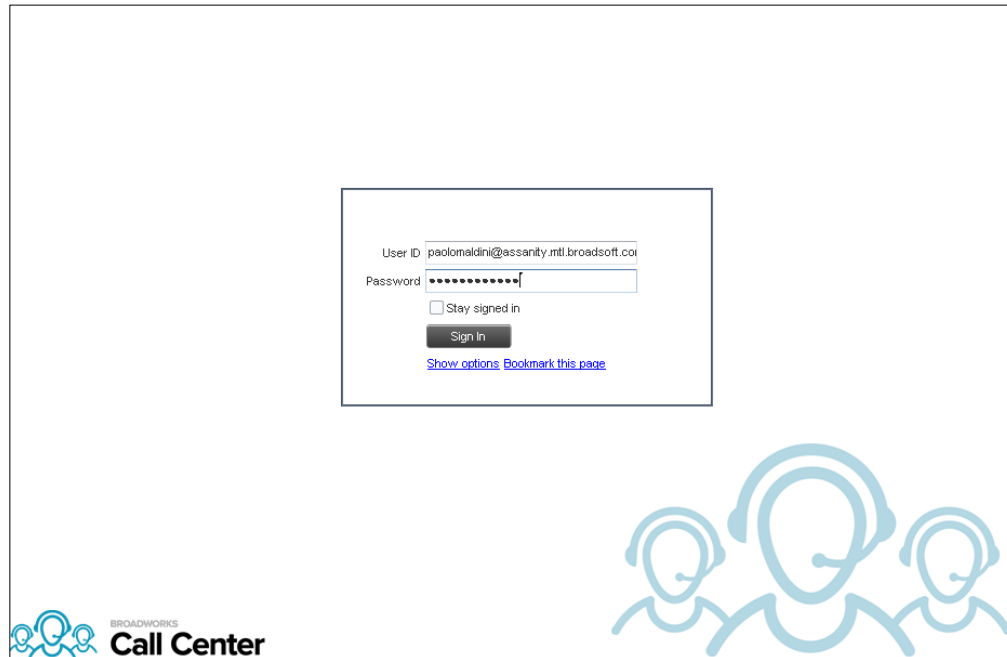 User ID paolomaldini@assanity.mtl.broadsoft.co
Password ••••••••••••
Stay signed in
Sign In
Show options Bookmark this page
BROADWORKS
Call Center